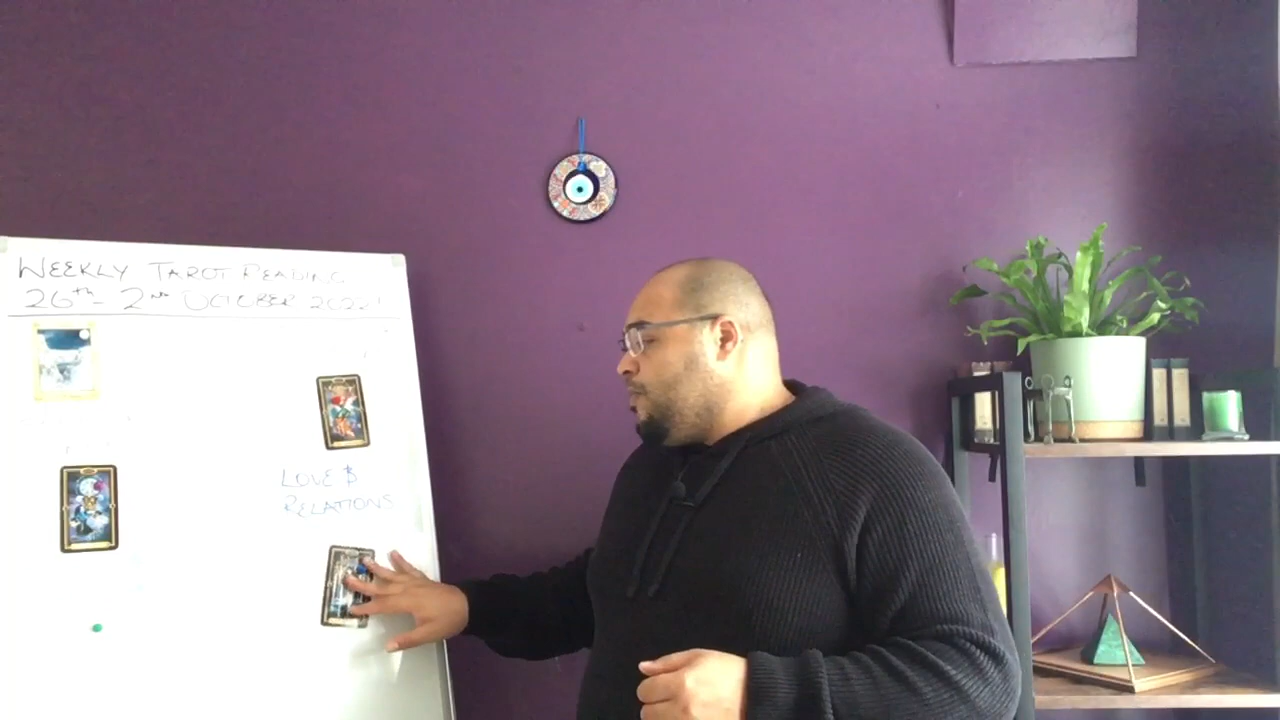 WEEKLY TAROT READING
26th - 2nd OCTOBER 2022!
LOVE &
RELATIONS